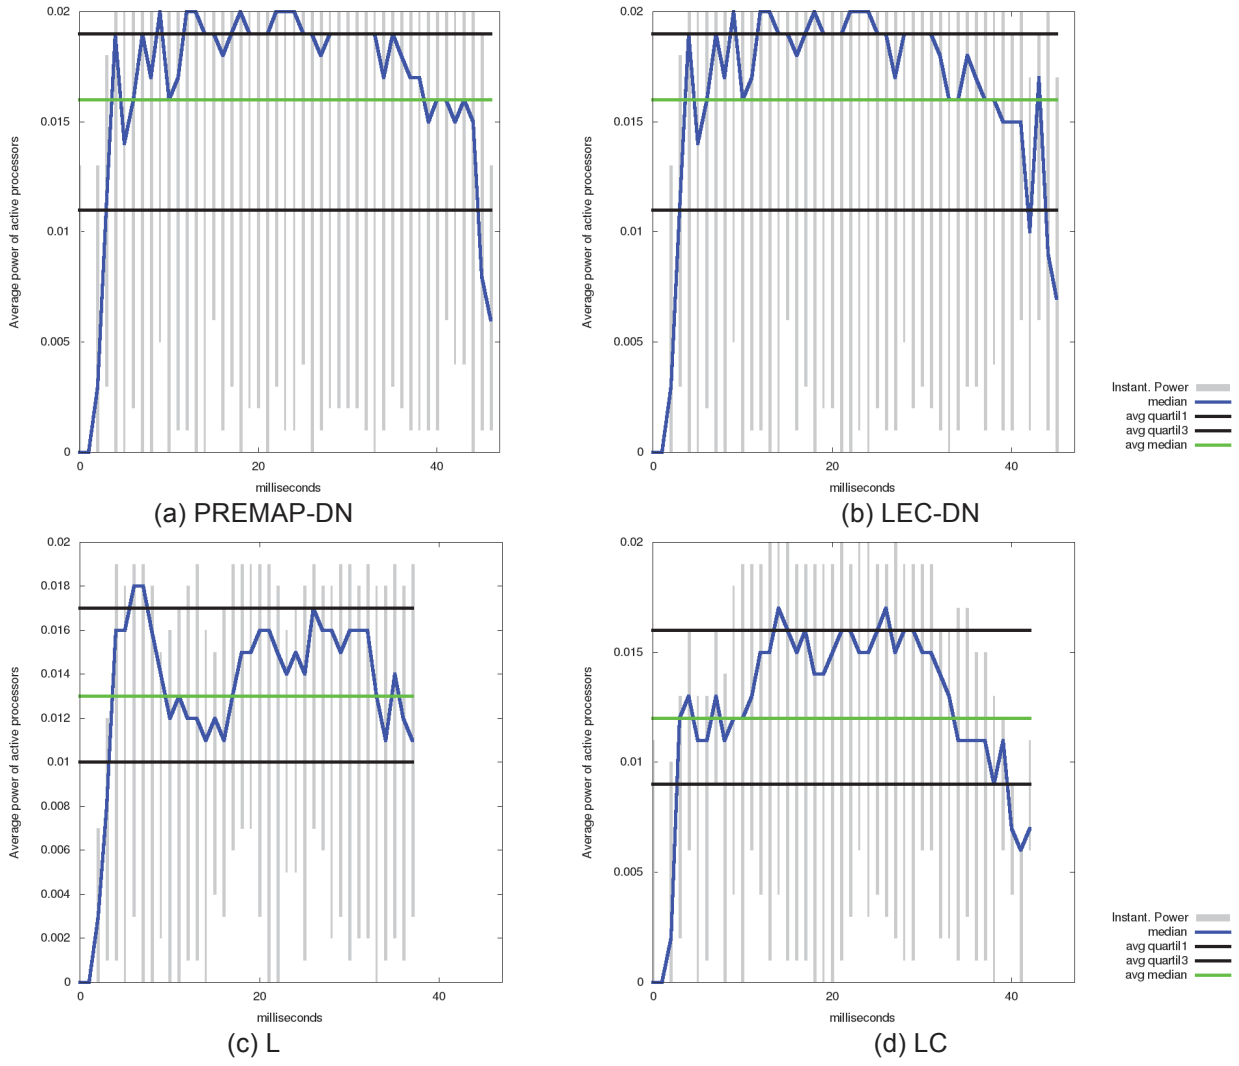 Average power of active processors
0.02
0.015
0.01
0.005
0
0
20
40
milliseconds
(a) PREMAP-DN
Average power of active processors
0.02
0.015
0.01
0.005
0
0
20
40
milliseconds
(b) LEC-DN
Instant. Power
median
avg quartil1
avg quartil3
avg median
Average power of active processors
0.02
0.018
0.016
0.014
0.012
0.01
0.008
0.006
0.004
0.002
0
0
20
40
milliseconds
(c) L
Average power of active processors
0.02
0.015
0.01
0.005
0
0
20
40
milliseconds
(d) LC
Instant. Power
median
avg quartil1
avg quartil3
avg median